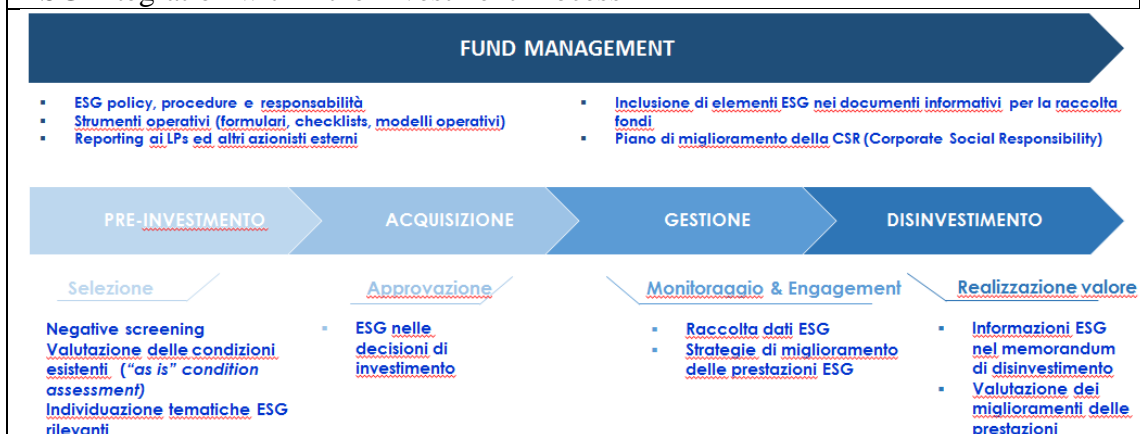 FUND MANAGEMENT
▪ ESG policy, procedure e responsabilità
▪ Strumenti operativi (formulari, checklists, modelli operativi)
▪ Reporting ai LPs ed altri azionisti esterni
▪ Inclusione di elementi ESG nei documenti informativi per la raccolta
fondi
▪ Piano di miglioramento della CSR (Corporate Social Responsibility)
PRE-INVESTMENTO
ACQUISIZIONE
GESTIONE
DISINVESTIMENTO
Selezione
Negative screening
Valutazione delle condizioni
esistenti ("as is" condition
assessment)
Individuazione tematiche ESG
rilevanti
Approvazione
▪ ESG nelle
decisioni di
investimento
Monitoraggio & Engagement
▪ Raccolta dati ESG
▪ Strategie di miglioramento
delle prestazioni ESG
Realizzazione valore
▪ Informazioni ESG
nel memorandum
di disinvestimento
▪ Valutazione dei
miglioramenti delle
prestazioni